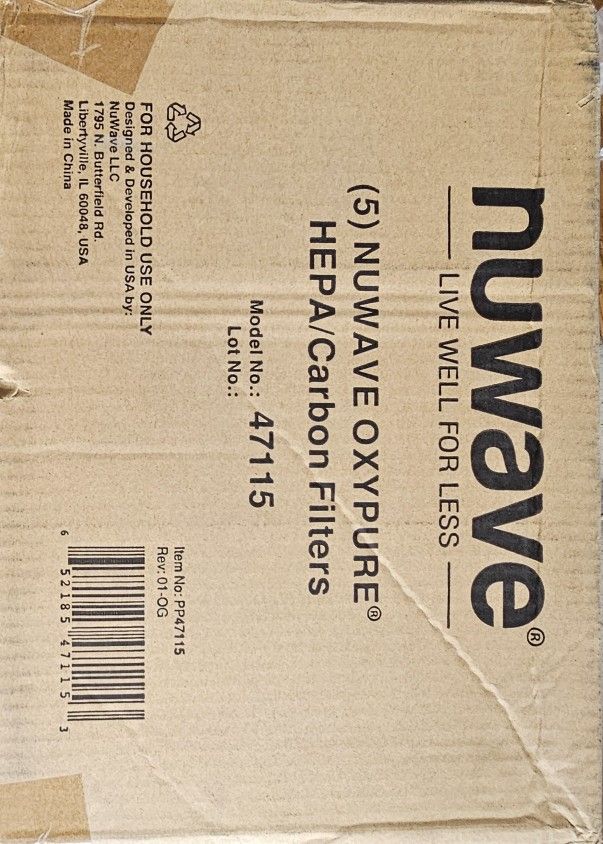 nuwave®
LIVE WELL FOR LESS
(5) NUWAVE OXYPURE®
HEPA/Carbon Filters
Model No.: 47115
Lot No.:
FOR HOUSEHOLD USE ONLY
Designed & Developed in USA by:
NuWave LLC
1795 N. Butterfield Rd.
Libertyville, IL 60048, USA
Made in China
Item No: PP47115
Rev: 01-OG
6 52185 47115 3